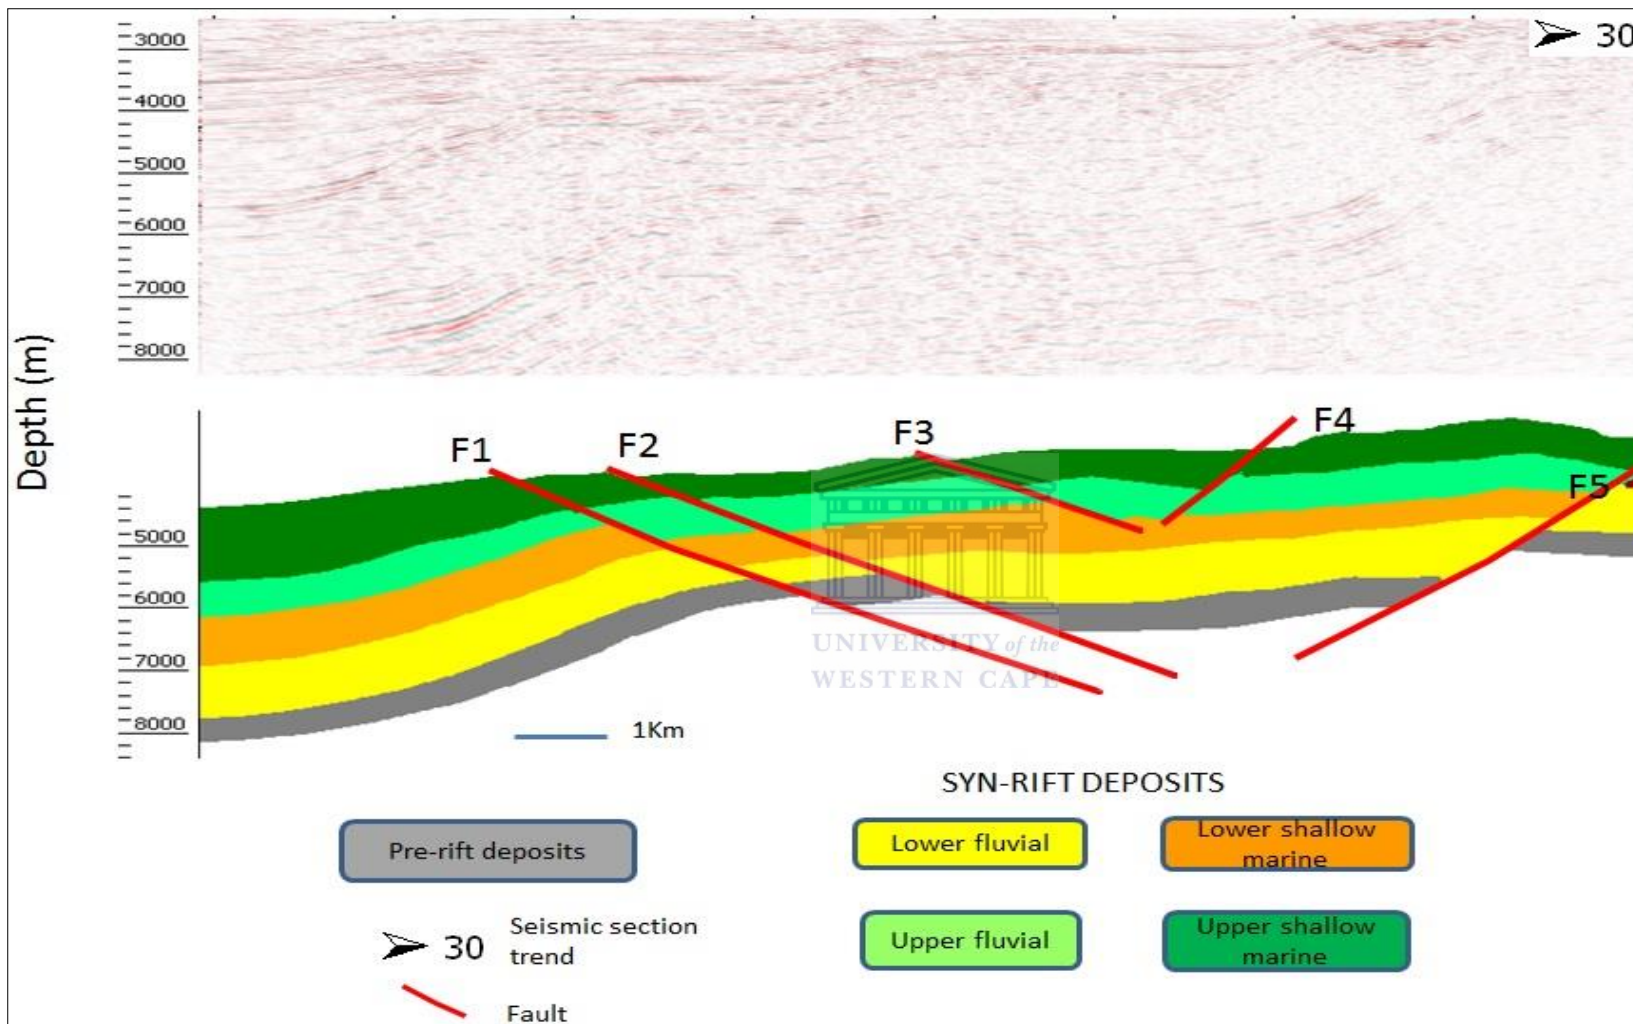 3000
30
4000
5000
6000
7000
8000
Depth (m)
F1
F2
F3
F4
F5
5000
6000
7000
8000
UNIVERSITY of the
WESTERN CAPE
1Km
SYN-RIFT DEPOSITS
Pre-rift deposits
Lower fluvial
Lower shallow
marine
Upper fluvial
Upper shallow
marine
30
Seismic section
trend
Fault